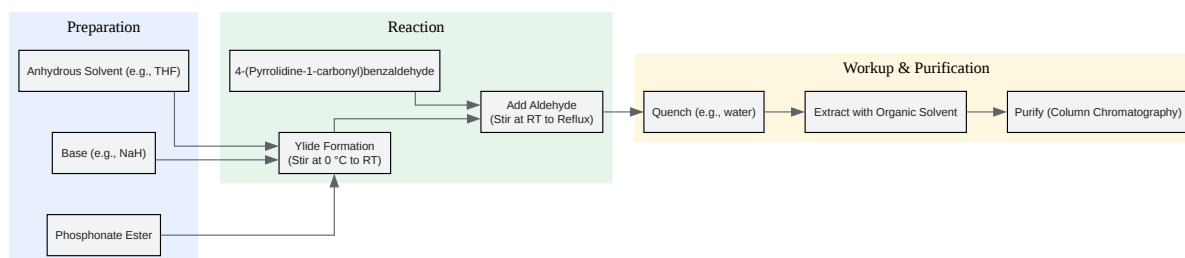 Preparation
Anhydrous Solvent (e.g., THF)
Base (e.g., NaH)
Phosphonate Ester
Reaction
4-(Pyrrolidine-1-carbonyl)benzaldehyde
Ylide Formation
(Stir at 0 °C to RT)
Add Aldehyde
(Stir at RT to Reflux)
Workup & Purification
Quench (e.g., water)
Extract with Organic Solvent
Purify (Column Chromatography)